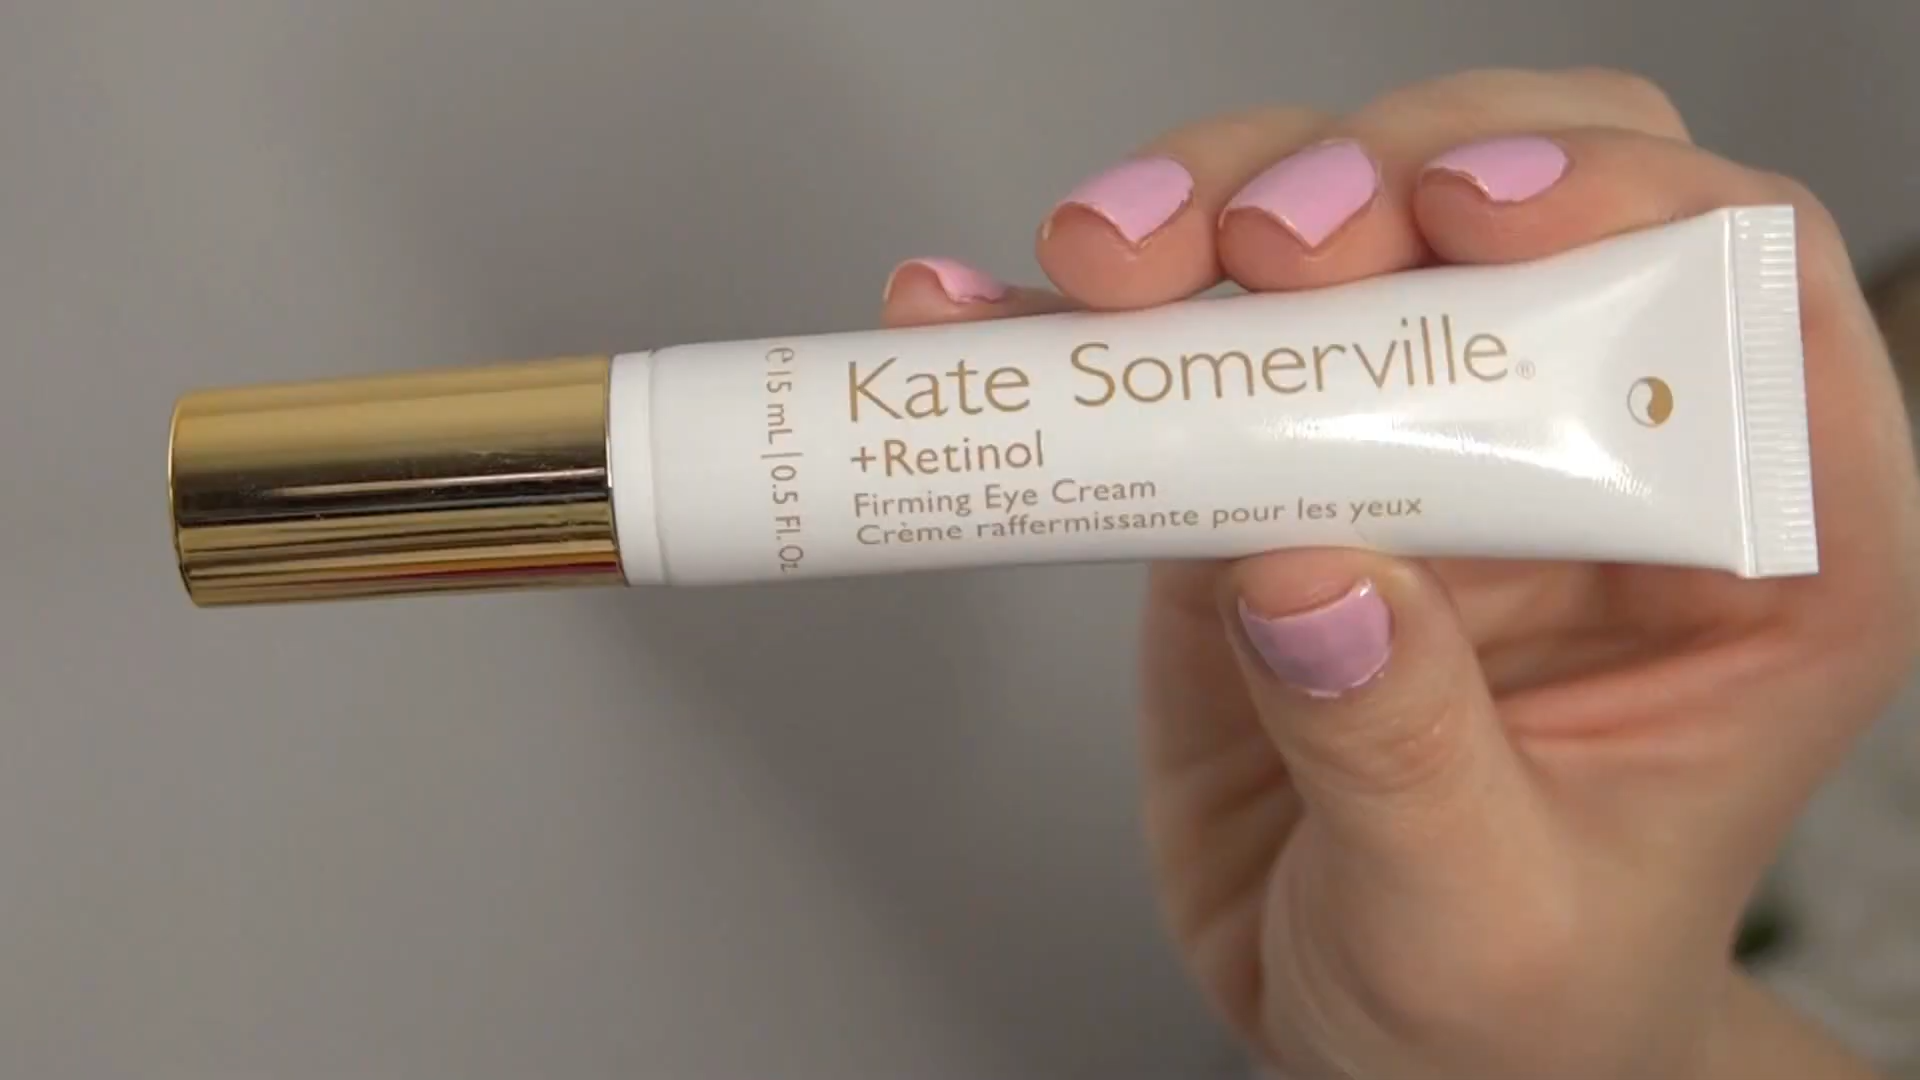 Kate Somerville®
+Retinol
Firming Eye Cream
Crème raffermissante pour les yeux
℮ 15 mL | 0.5 Fl. Oz.